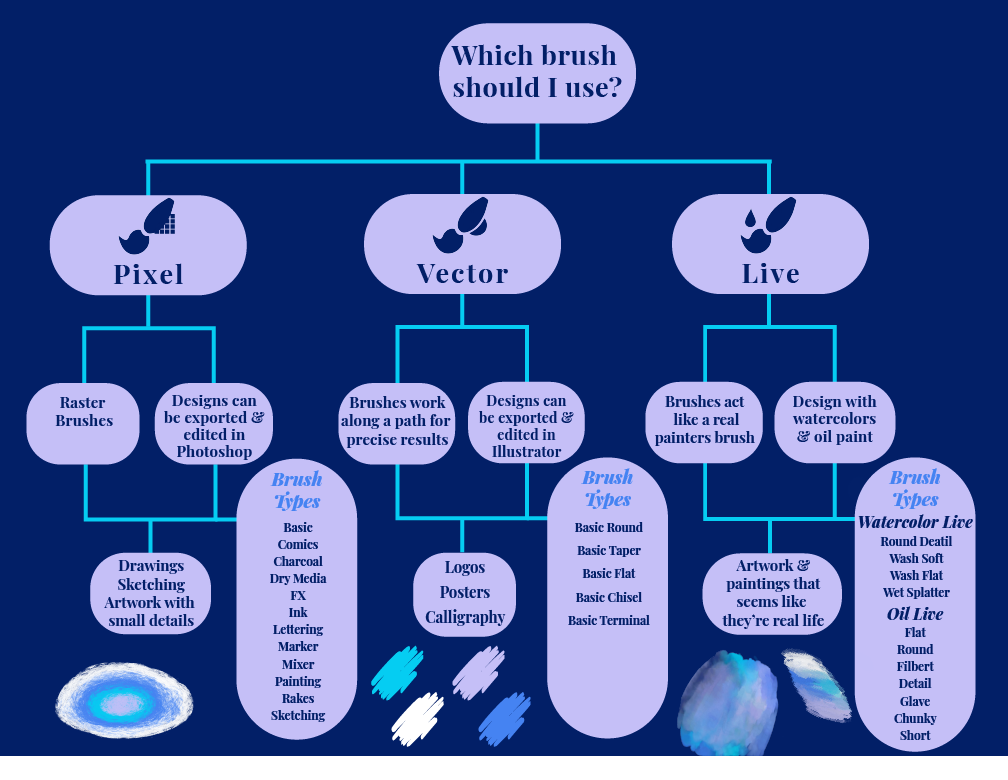 Which brush
should I use?
Pixel
Vector
Live
Raster
Brushes
Designs can
be exported &
edited in
Photoshop
Brushes work
along a path for
precise results
Designs can
be exported &
edited in
Illustrator
Brushes act
like a real
painters brush
Design with
watercolors
& oil paint
Drawings
Sketching
Artwork with
small details
Brush
Types
Basic
Comics
Charcoal
Dry Media
FX
Ink
Lettering
Marker
Mixer
Painting
Rakes
Sketching
Logos
Posters
Calligraphy
Brush
Types
Basic Round
Basic Taper
Basic Flat
Basic Chisel
Basic Terminal
Artwork &
paintings that
seems like
they're real life
Brush
Types
Watercolor Live
Round Deatil
Wash Soft
Wash Flat
Wet Splatter
Oil Live
Flat
Round
Filbert
Detail
Glave
Chunky
Short